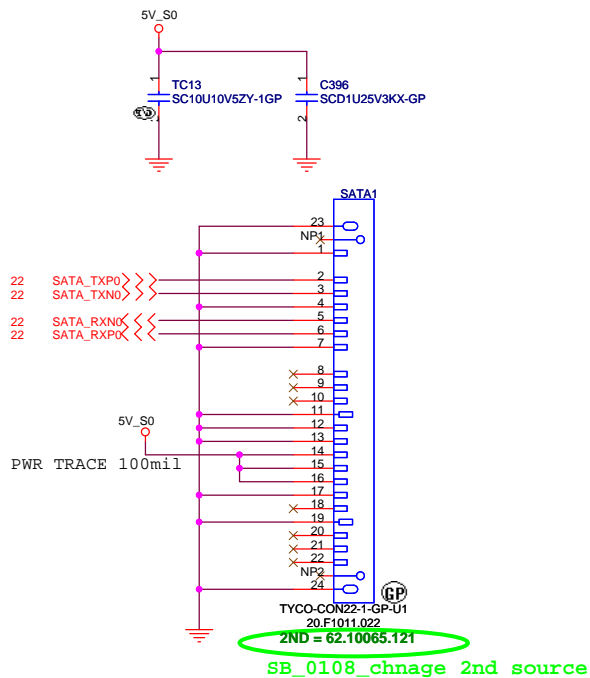 5V_S0
TC13
SC10U10V5ZY-1GP
1
C396
SCD1U25V3KX-GP
1
2
SATA1
23
NP1
1
22 SATA_TXP0 2
22 SATA_TXN0 3
4
22 SATA_RXN0 5
22 SATA_RXP0 6
7
8
9
10
11
5V_S0
12
13
14
PWR TRACE 100mil
15
16
17
18
19
20
21
22
NP2
24
GP
TYCO-CON22-1-GP-U1
20.F1011.022
2ND = 62.10065.121
SB_0108_chnage 2nd source